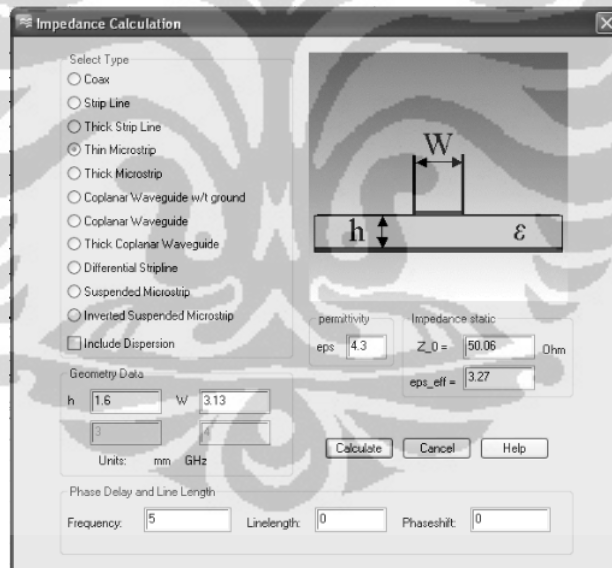 Impedance Calculation
Select Type
Coax
Strip Line
Thick Strip Line
Thin Microstrip
Thick Microstrip
Coplanar Waveguide w/t ground
Coplanar Waveguide
Thick Coplanar Waveguide
Differential Stripline
Suspended Microstrip
Inverted Suspended Microstrip
Include Dispersion
W
h
ε
permittivity
eps 4.3
Impedance static
Z_0 = 50.06 Ohm
eps_eff = 3.27
Geometry Data
h 1.6 W 3.13
3 4
Units: mm GHz
Calculate Cancel Help
Phase Delay and Line Length
Frequency: 5 Linelength: 0 Phaseshift: 0